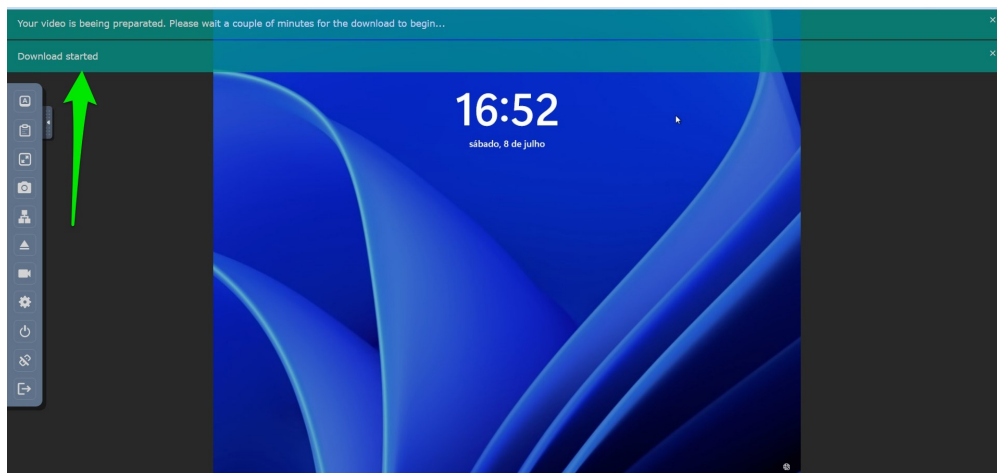 Your video is beeing preparated. Please wait a couple of minutes for the download to begin...
×
Download started
×
A
16:52
sábado, 8 de julho